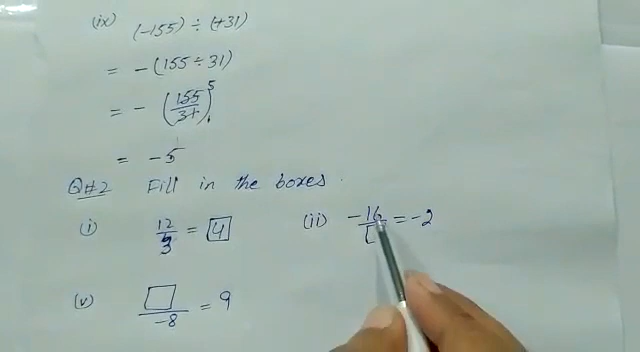 (ix) (-155) ÷ (+31)
= -(155 ÷ 31)
= - (155/31) 5
= -5
Q#2 Fill in the boxes.
(i) 12/3 = 4 (ii) -16/ = -2
(v) /-8 = 9